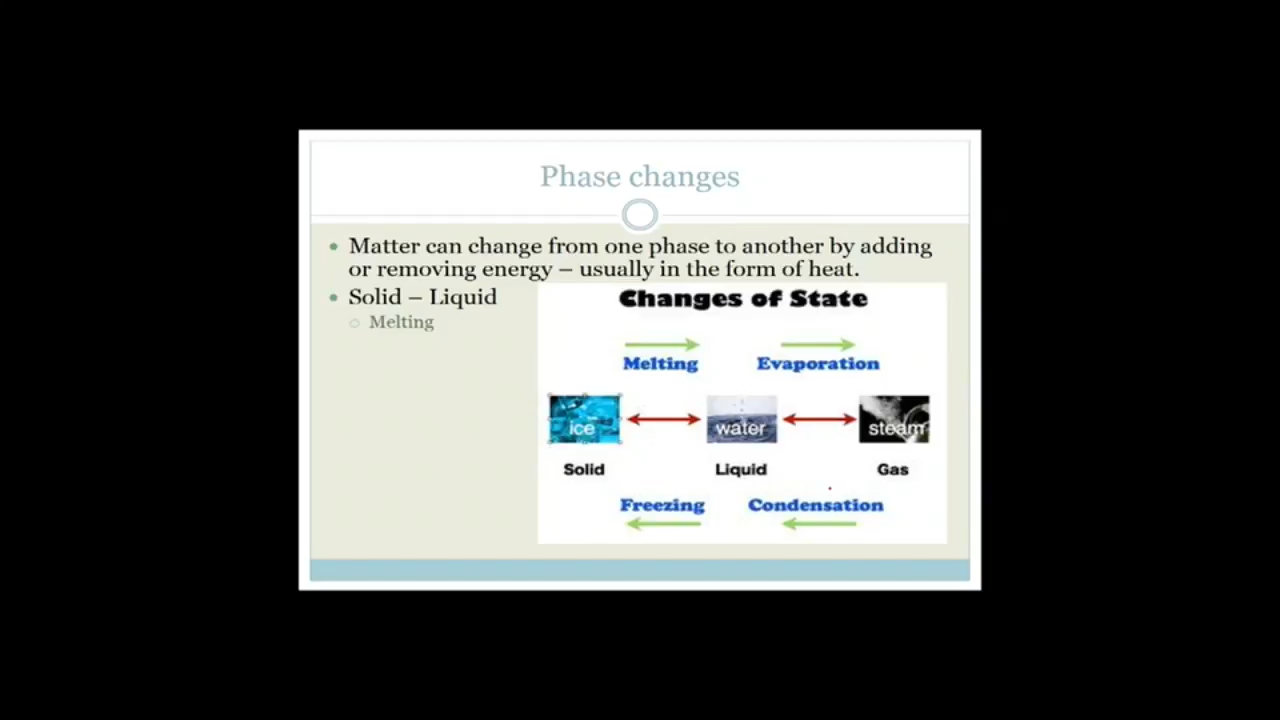 Phase changes
Matter can change from one phase to another by adding
or removing energy – usually in the form of heat.
Solid – Liquid
Melting
Changes of State
Melting
Evaporation
ice
water
steam
Solid
Liquid
Gas
Freezing
Condensation